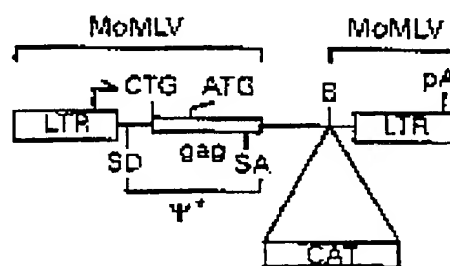 MoMLV MoMLV
CTG ATG B pA
LTR gag LTR
SD SA
Ψ+
CAT